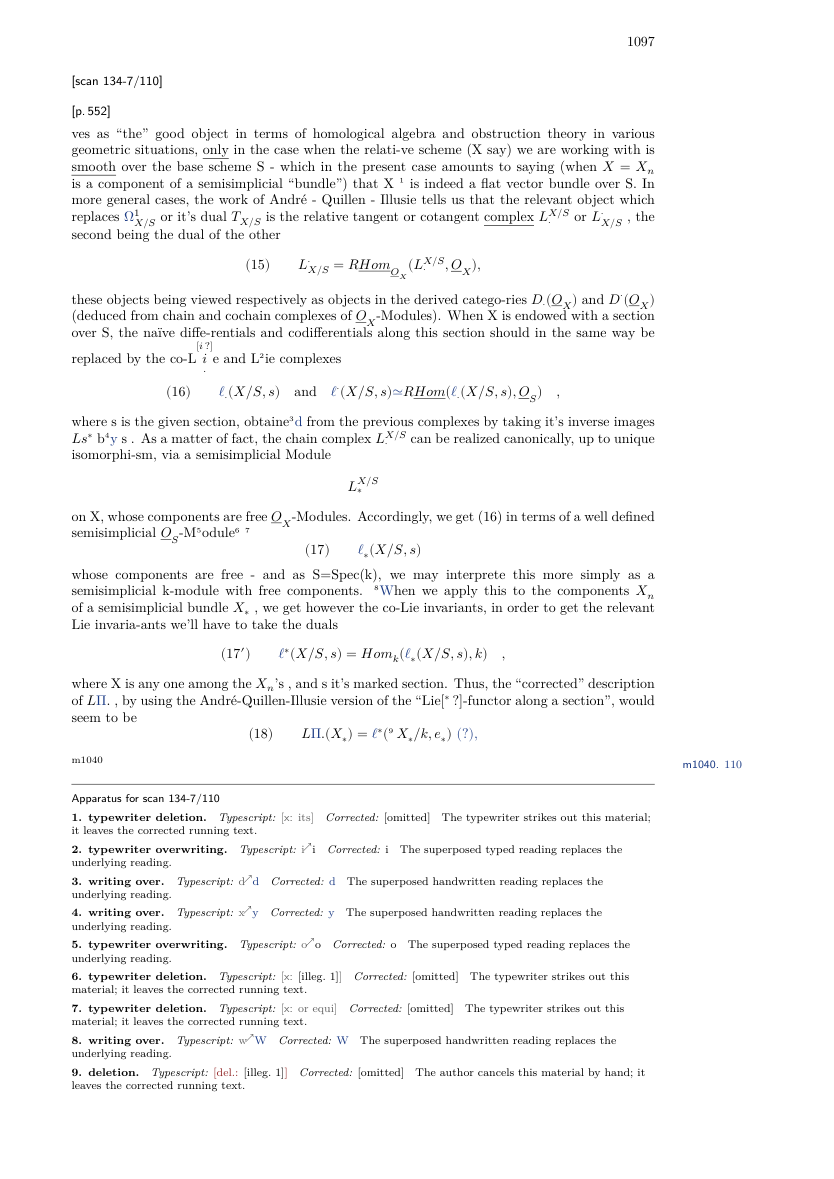 1097
[scan 134-7/110]
[p. 552]
ves as “the” good object in terms of homological algebra and obstruction theory in various
geometric situations, only in the case when the relati-ve scheme (X say) we are working with is
smooth over the base scheme S - which in the present case amounts to saying (when X = Xₙ
is a component of a semisimplicial “bundle”) that X ¹ is indeed a flat vector bundle over S. In
more general cases, the work of André - Quillen - Illusie tells us that the relevant object which
replaces Ω¹_{X/S} or it’s dual T_{X/S} is the relative tangent or cotangent complex L.^{X/S} or L^._{X/S} , the
second being the dual of the other
(15) L^._{X/S} = RHom_{O_X}(L.^{X/S}, O_X),
these objects being viewed respectively as objects in the derived catego-ries D.(O_X) and D^.(O_X)
(deduced from chain and cochain complexes of O_X-Modules). When X is endowed with a section
over S, the naïve diffe-rentials and codifferentials along this section should in the same way be
[i ?]
replaced by the co-L i e and L²ie complexes
(16) ℓ.(X/S, s) and ℓ^.(X/S, s)≃RHom(ℓ.(X/S, s), O_S) ,
where s is the given section, obtaine³d from the previous complexes by taking it’s inverse images
Ls* b⁴y s . As a matter of fact, the chain complex L.^{X/S} can be realized canonically, up to unique
isomorphi-sm, via a semisimplicial Module
L_*^{X/S}
on X, whose components are free O_X-Modules. Accordingly, we get (16) in terms of a well defined
semisimplicial O_S-M⁵odule⁶ ⁷
(17) ℓ_*(X/S, s)
whose components are free - and as S=Spec(k), we may interprete this more simply as a
semisimplicial k-module with free components. ⁸When we apply this to the components Xₙ
of a semisimplicial bundle X_* , we get however the co-Lie invariants, in order to get the relevant
Lie invaria-ants we’ll have to take the duals
(17′) ℓ*(X/S, s) = Hom_k(ℓ_*(X/S, s), k) ,
where X is any one among the Xₙ’s , and s it’s marked section. Thus, the “corrected” description
of LΠ. , by using the André-Quillen-Illusie version of the “Lie[* ?]-functor along a section”, would
seem to be
(18) LΠ.(X_*) = ℓ*(⁹ X_*/k, e_*) (?),
m1040
m1040. 110
Apparatus for scan 134-7/110
1. typewriter deletion. Typescript: [x: its] Corrected: [omitted] The typewriter strikes out this material;
it leaves the corrected running text.
2. typewriter overwriting. Typescript: i↗i Corrected: i The superposed typed reading replaces the
underlying reading.
3. writing over. Typescript: d↗d Corrected: d The superposed handwritten reading replaces the
underlying reading.
4. writing over. Typescript: x↗y Corrected: y The superposed handwritten reading replaces the
underlying reading.
5. typewriter overwriting. Typescript: o↗o Corrected: o The superposed typed reading replaces the
underlying reading.
6. typewriter deletion. Typescript: [x: [illeg. 1]] Corrected: [omitted] The typewriter strikes out this
material; it leaves the corrected running text.
7. typewriter deletion. Typescript: [x: or equi] Corrected: [omitted] The typewriter strikes out this
material; it leaves the corrected running text.
8. writing over. Typescript: w↗W Corrected: W The superposed handwritten reading replaces the
underlying reading.
9. deletion. Typescript: [del.: [illeg. 1]] Corrected: [omitted] The author cancels this material by hand; it
leaves the corrected running text.